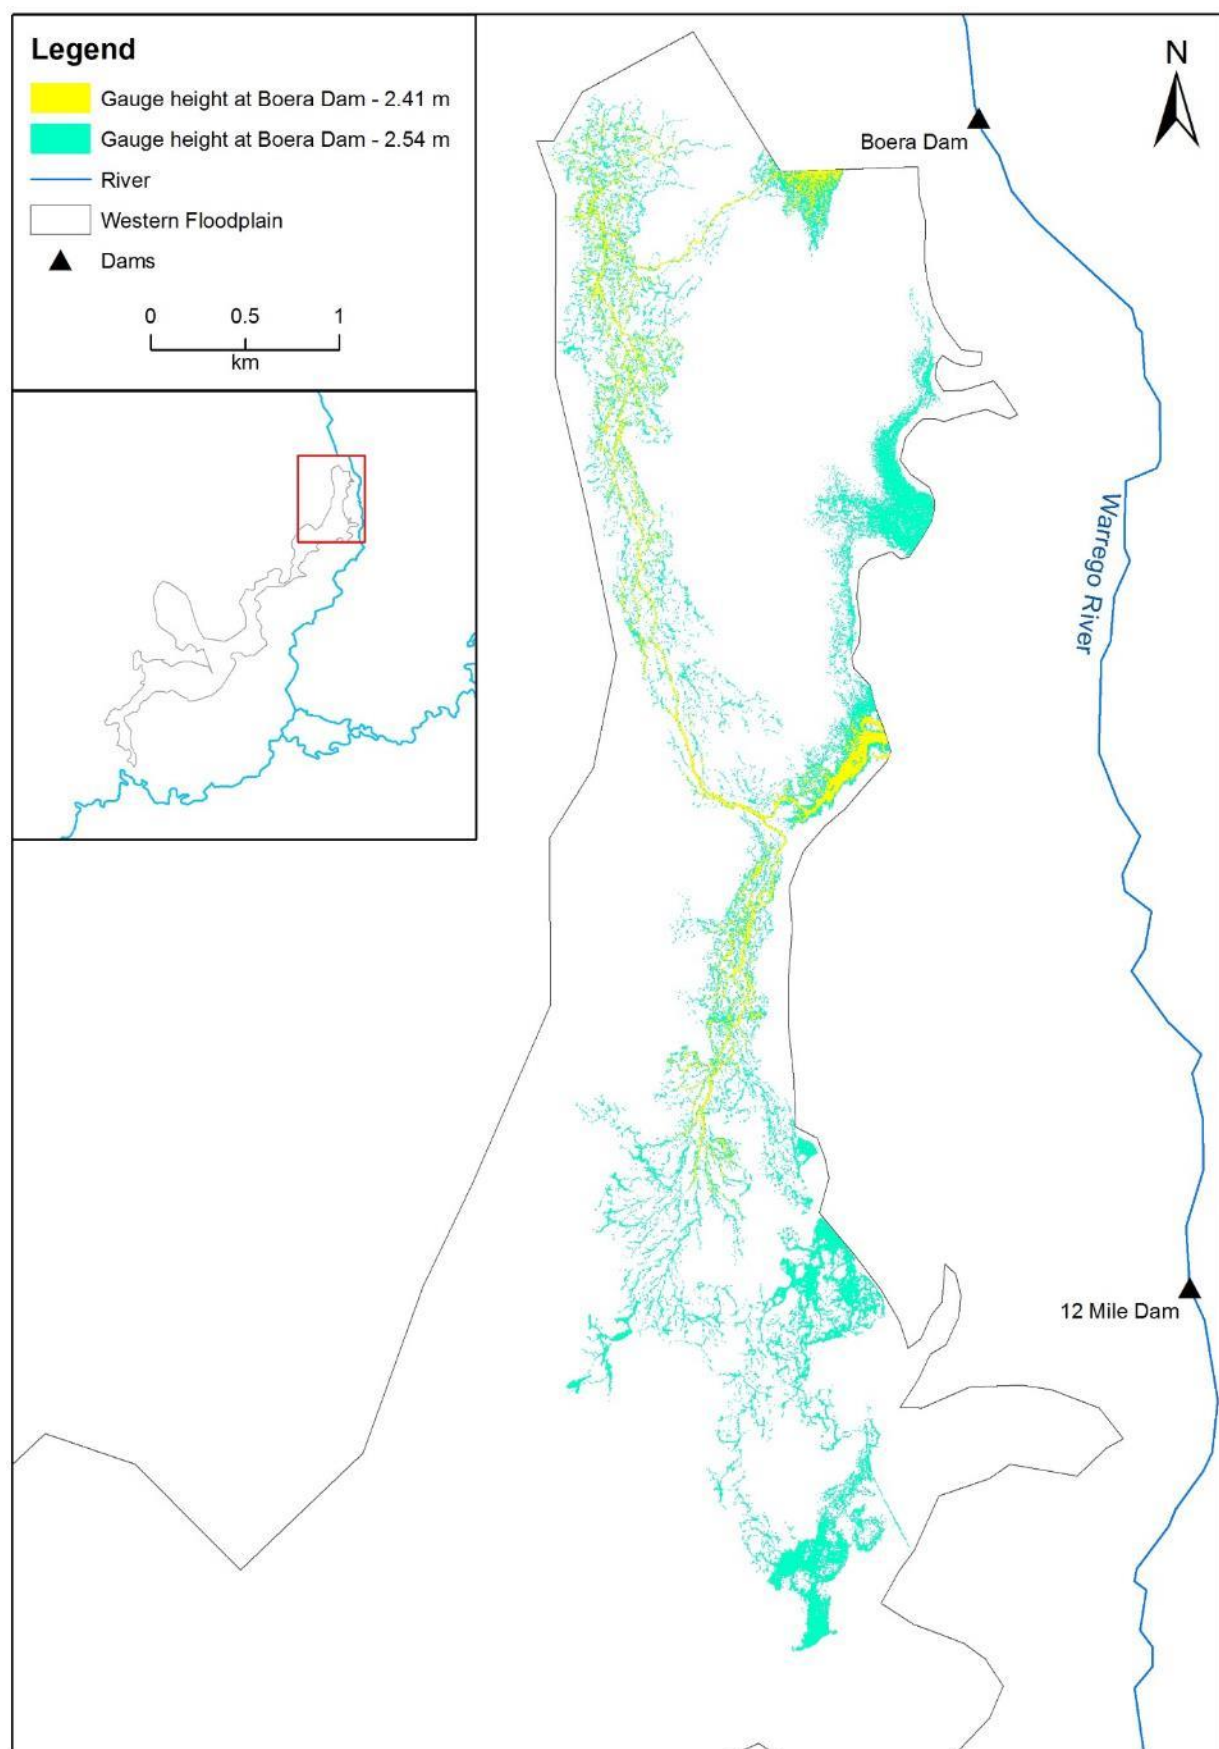 Legend
Gauge height at Boera Dam - 2.41 m
Gauge height at Boera Dam - 2.54 m
River
Western Floodplain
Dams
0 0.5 1
km
N
Boera Dam
Warrego River
12 Mile Dam